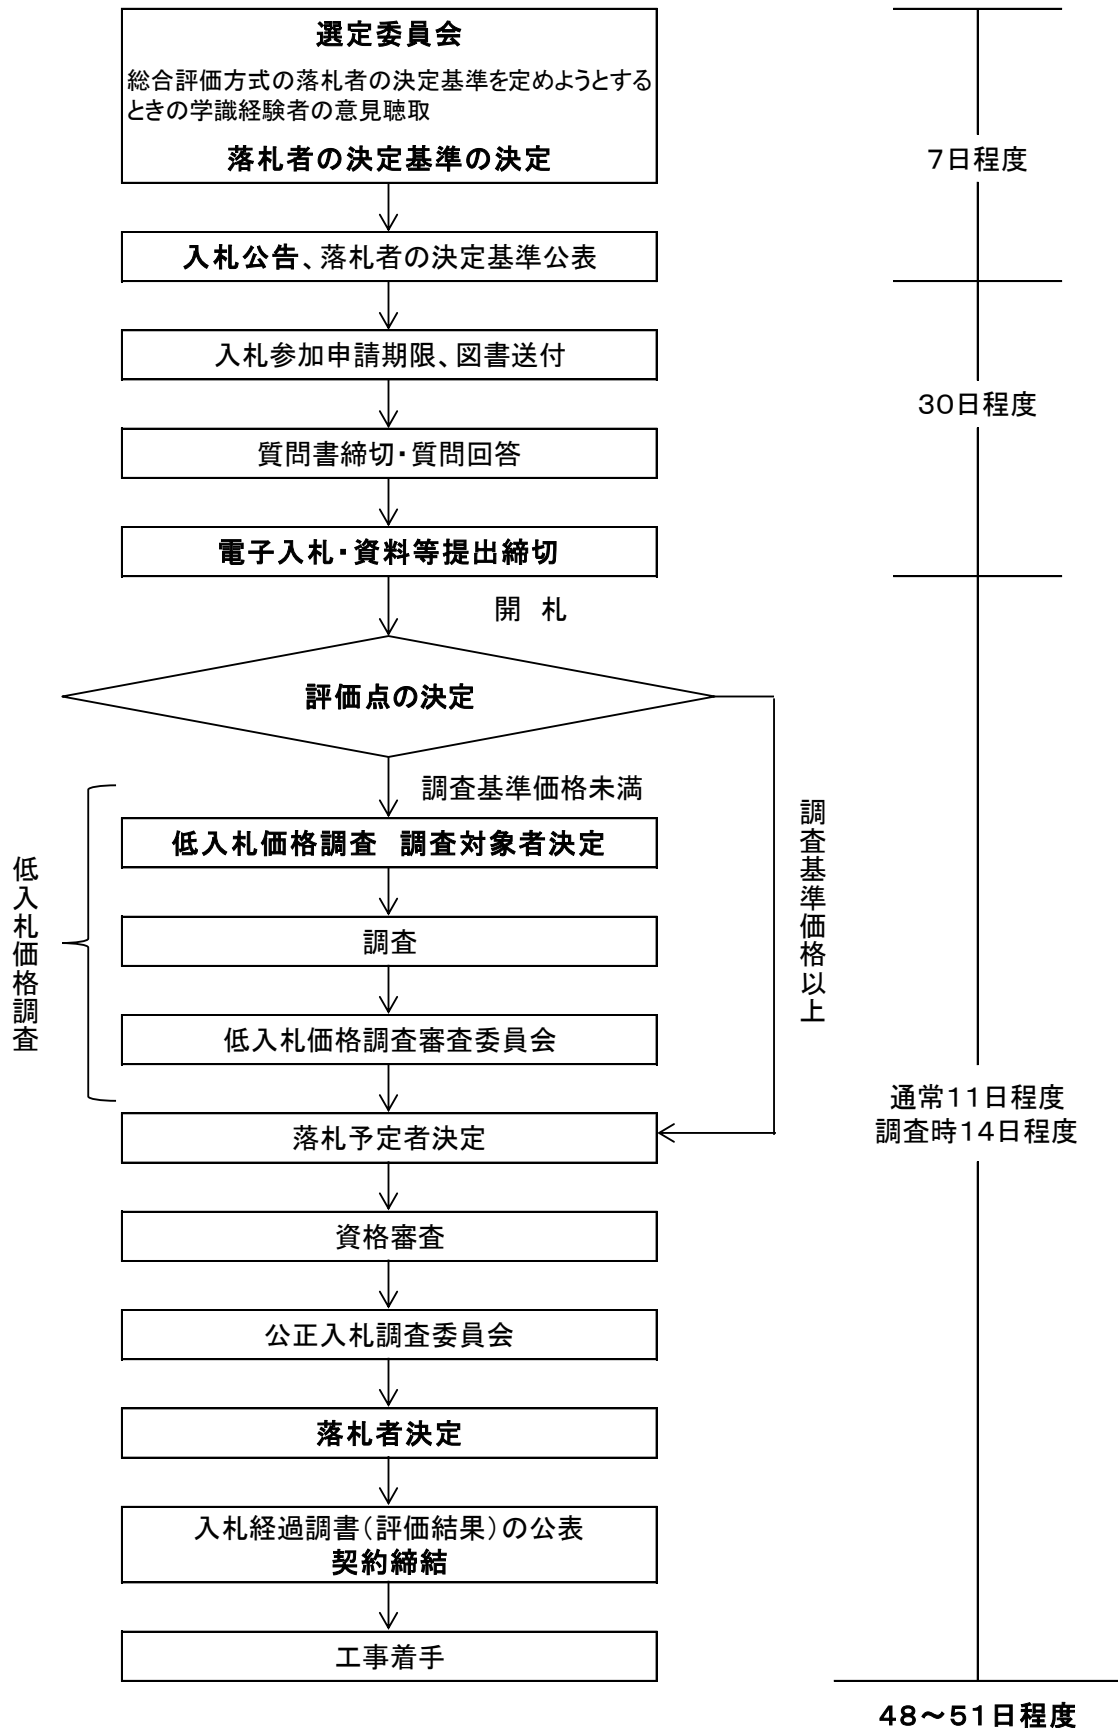 選定委員会
総合評価方式の落札者の決定基準を定めようとする
ときの学識経験者の意見聴取
落札者の決定基準の決定
7日程度
入札公告、落札者の決定基準公表
入札参加申請期限、図書送付
30日程度
質問書締切・質問回答
電子入札・資料等提出締切
開　札
評価点の決定
調査基準価格未満
調査基準価格以上
低入札価格調査　調査対象者決定
低入札価格調査
調査
低入札価格調査審査委員会
通常11日程度
調査時14日程度
落札予定者決定
資格審査
公正入札調査委員会
落札者決定
入札経過調書（評価結果）の公表
契約締結
工事着手
48～51日程度